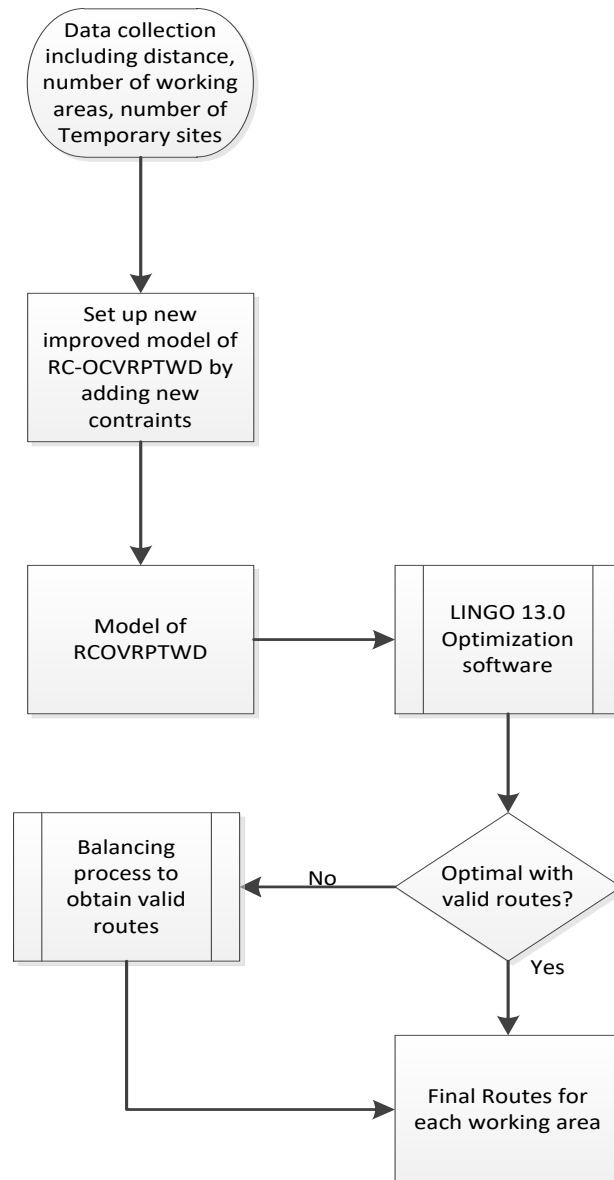 Data collection
including distance,
number of working
areas, number of
Temporary sites
Set up new
improved model of
RC-OCVRPTWD by
adding new
contraints
Model of
RCOVRPTWD
LINGO 13.0
Optimization
software
Optimal with
valid routes?
No
Balancing
process to
obtain valid
routes
Yes
Final Routes for
each working area